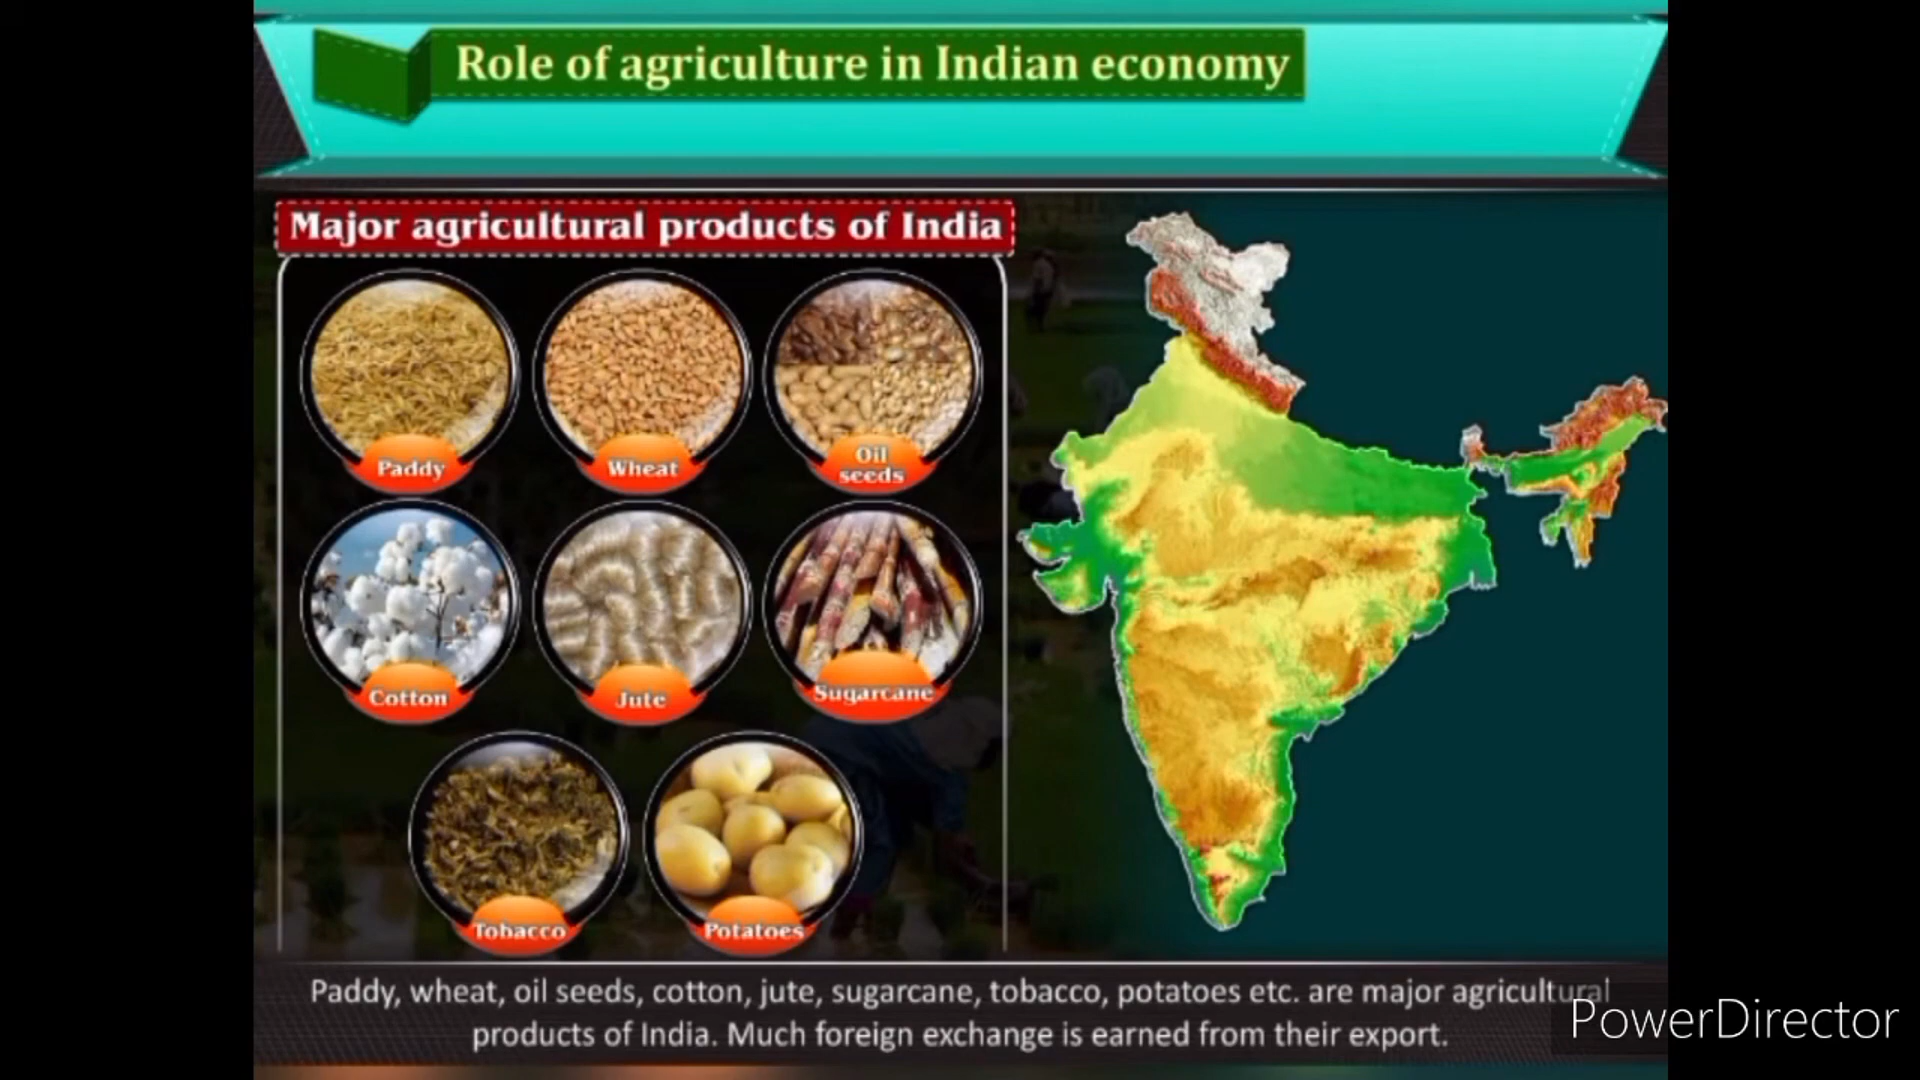 Role of agriculture in Indian economy
Major agricultural products of India
Paddy
Wheat
Oil
seeds
Cotton
Jute
Sugarcane
Tobacco
Potatoes
Paddy, wheat, oil seeds, cotton, jute, sugarcane, tobacco, potatoes etc. are major agricultural
products of India. Much foreign exchange is earned from their export.
PowerDirector